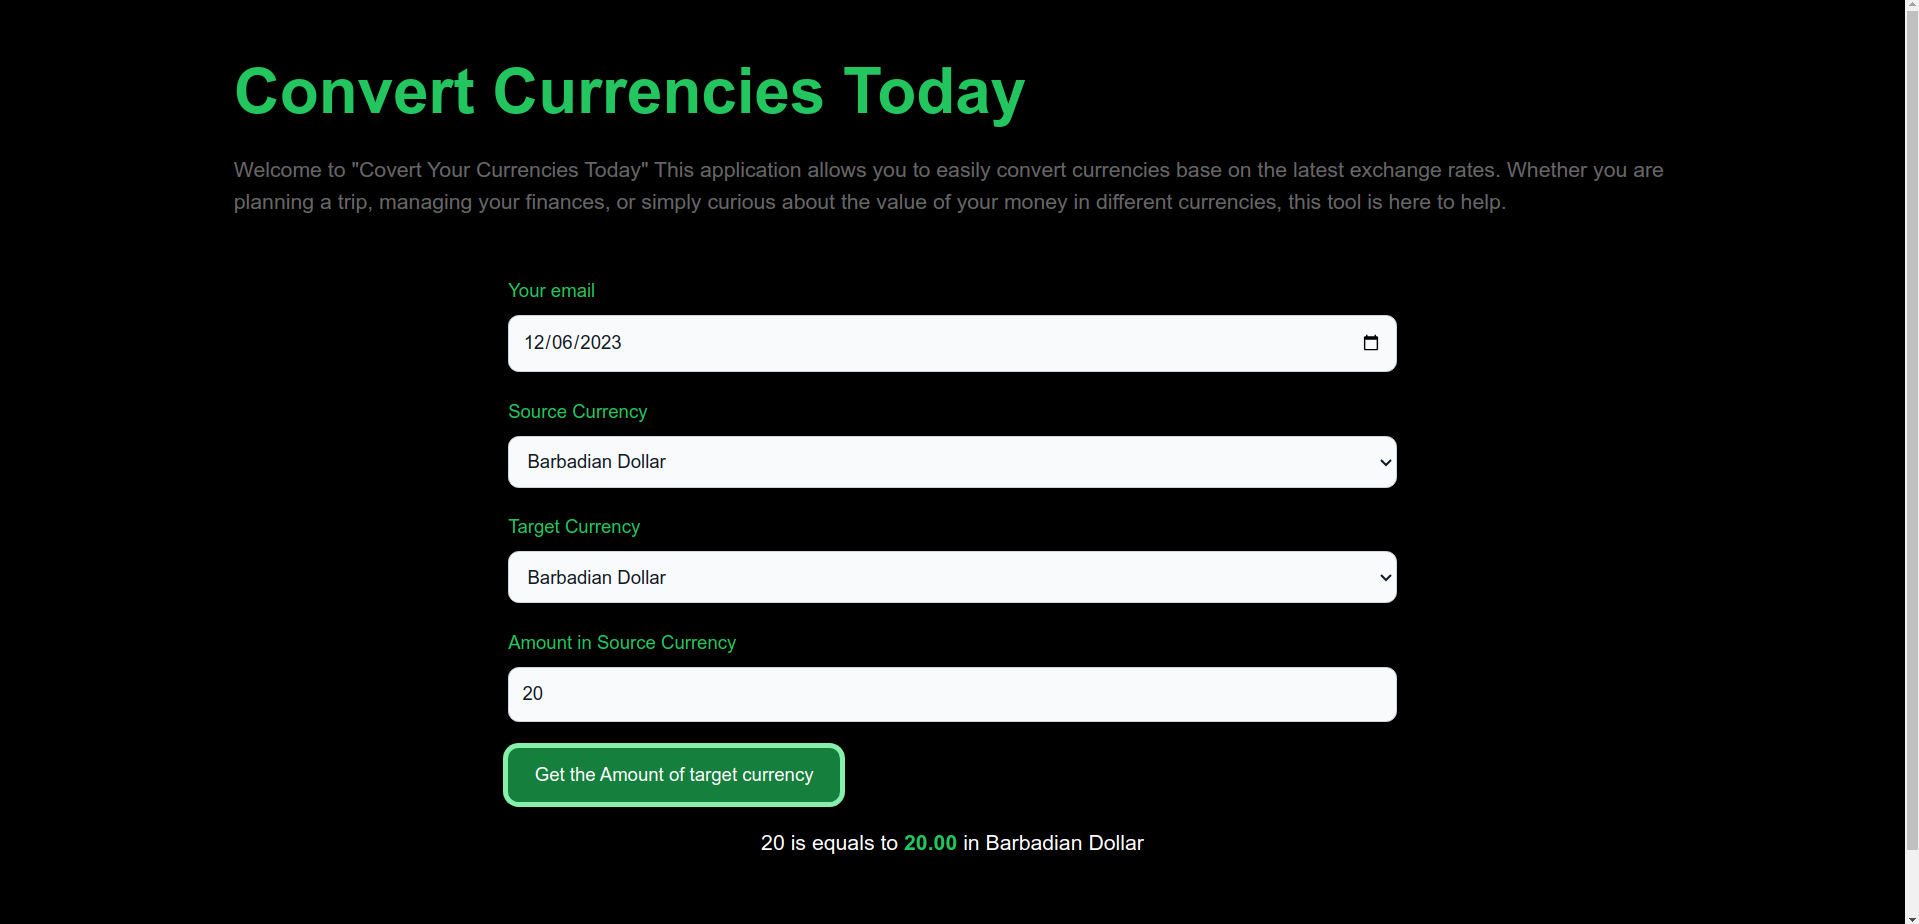 Convert Currencies Today
Welcome to "Covert Your Currencies Today" This application allows you to easily convert currencies base on the latest exchange rates. Whether you are
planning a trip, managing your finances, or simply curious about the value of your money in different currencies, this tool is here to help.
Your email
12/06/2023
Source Currency
Barbadian Dollar
Target Currency
Barbadian Dollar
Amount in Source Currency
20
Get the Amount of target currency
20 is equals to 20.00 in Barbadian Dollar